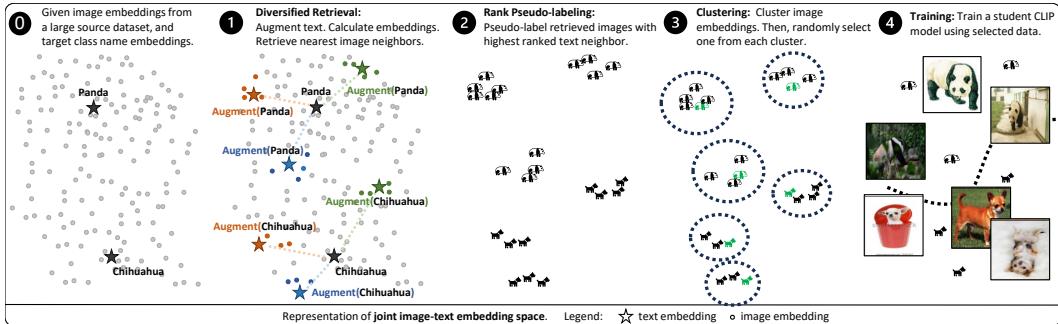 0 Given image embeddings from
a large source dataset, and
target class name embeddings.
Panda
Chihuahua
1 Diversified Retrieval:
Augment text. Calculate embeddings.
Retrieve nearest image neighbors.
Panda
Augment(Panda)
Augment(Panda)
Augment(Panda)
Augment(Chihuahua)
Augment(Chihuahua)
Chihuahua
Augment(Chihuahua)
2 Rank Pseudo-labeling:
Pseudo-label retrieved images with
highest ranked text neighbor.
3 Clustering: Cluster image
embeddings. Then, randomly select
one from each cluster.
4 Training: Train a student CLIP
model using selected data.
Representation of joint image-text embedding space. Legend: text embedding image embedding